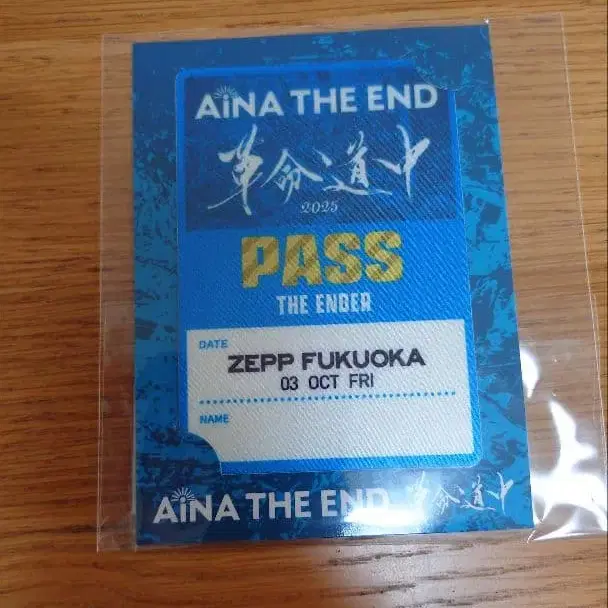 AiNA THE END
革命道中
2025
PASS
THE ENDER
DATE
ZEPP FUKUOKA
03 OCT FRI
NAME
AiNA THE END 革命道中